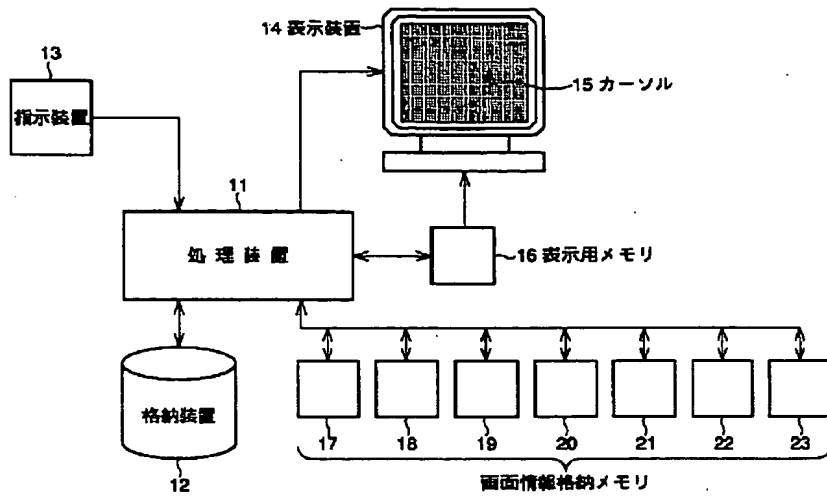 14 表示装置
13
指示装置
15 カーソル
11
処理装置
16 表示用メモリ
格納装置
12
17 18 19 20 21 22 23
画面情報格納メモリ